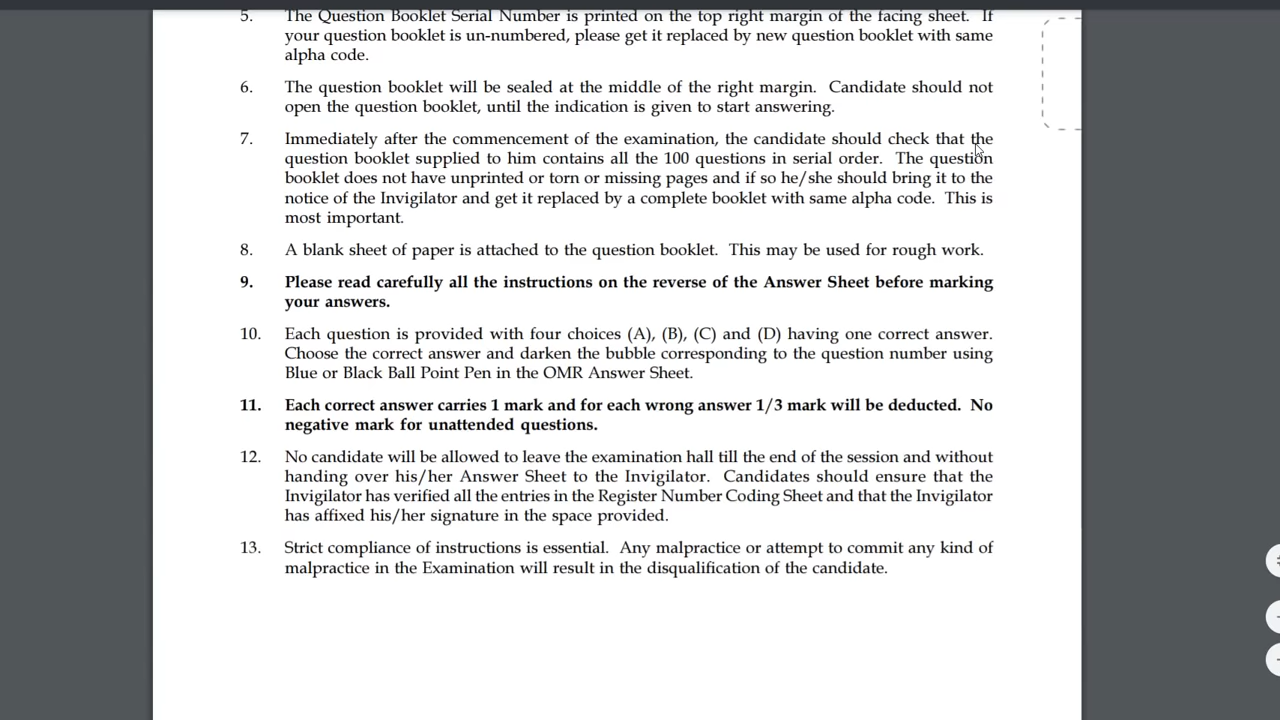 5. The Question Booklet Serial Number is printed on the top right margin of the facing sheet. If
your question booklet is un-numbered, please get it replaced by new question booklet with same
alpha code.
6. The question booklet will be sealed at the middle of the right margin. Candidate should not
open the question booklet, until the indication is given to start answering.
7. Immediately after the commencement of the examination, the candidate should check that the
question booklet supplied to him contains all the 100 questions in serial order. The question
booklet does not have unprinted or torn or missing pages and if so he/she should bring it to the
notice of the Invigilator and get it replaced by a complete booklet with same alpha code. This is
most important.
8. A blank sheet of paper is attached to the question booklet. This may be used for rough work.
9. Please read carefully all the instructions on the reverse of the Answer Sheet before marking
your answers.
10. Each question is provided with four choices (A), (B), (C) and (D) having one correct answer.
Choose the correct answer and darken the bubble corresponding to the question number using
Blue or Black Ball Point Pen in the OMR Answer Sheet.
11. Each correct answer carries 1 mark and for each wrong answer 1/3 mark will be deducted. No
negative mark for unattended questions.
12. No candidate will be allowed to leave the examination hall till the end of the session and without
handing over his/her Answer Sheet to the Invigilator. Candidates should ensure that the
Invigilator has verified all the entries in the Register Number Coding Sheet and that the Invigilator
has affixed his/her signature in the space provided.
13. Strict compliance of instructions is essential. Any malpractice or attempt to commit any kind of
malpractice in the Examination will result in the disqualification of the candidate.